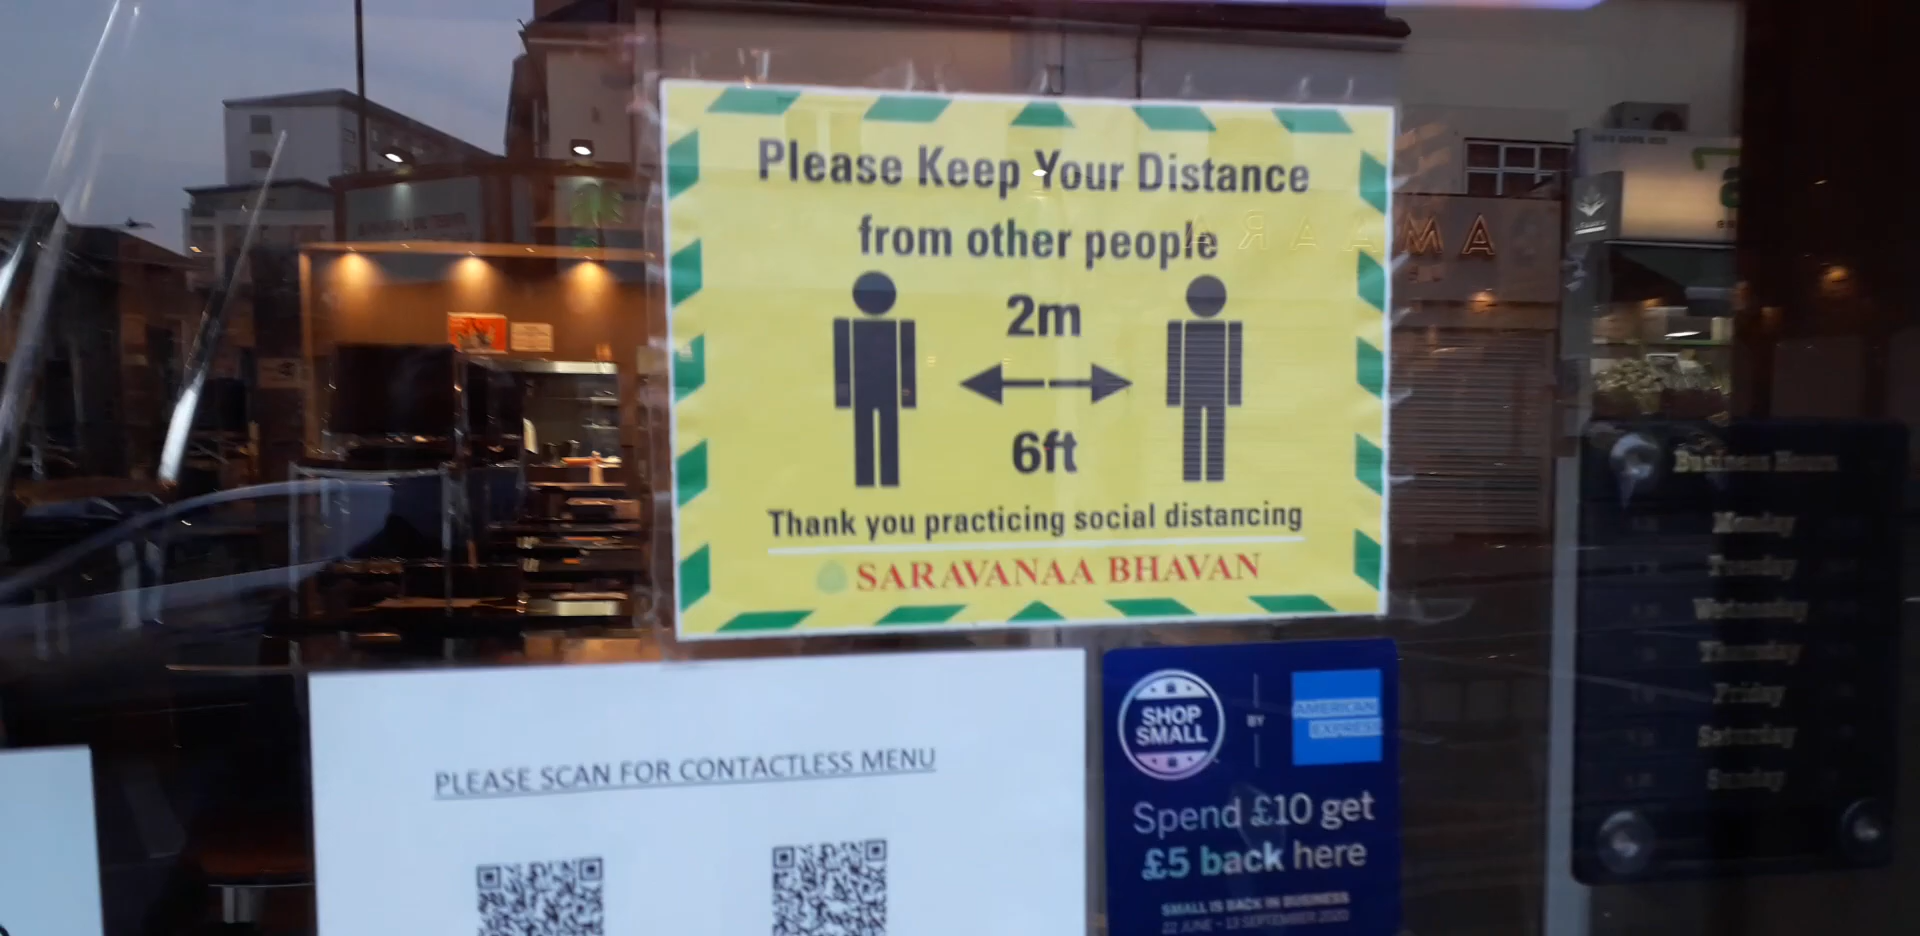 Please Keep Your Distance
from other people
2m
6ft
Thank you practicing social distancing
SARAVANAA BHAVAN
PLEASE SCAN FOR CONTACTLESS MENU
SHOP
SMALL
BY
AMERICAN
EXPRESS
Spend £10 get
£5 back here
SMALL IS BACK IN BUSINESS
22 JUNE - 13 SEPTEMBER 2020
Business Hours
Monday
Tuesday
Wednesday
Thursday
Friday
Saturday
Sunday